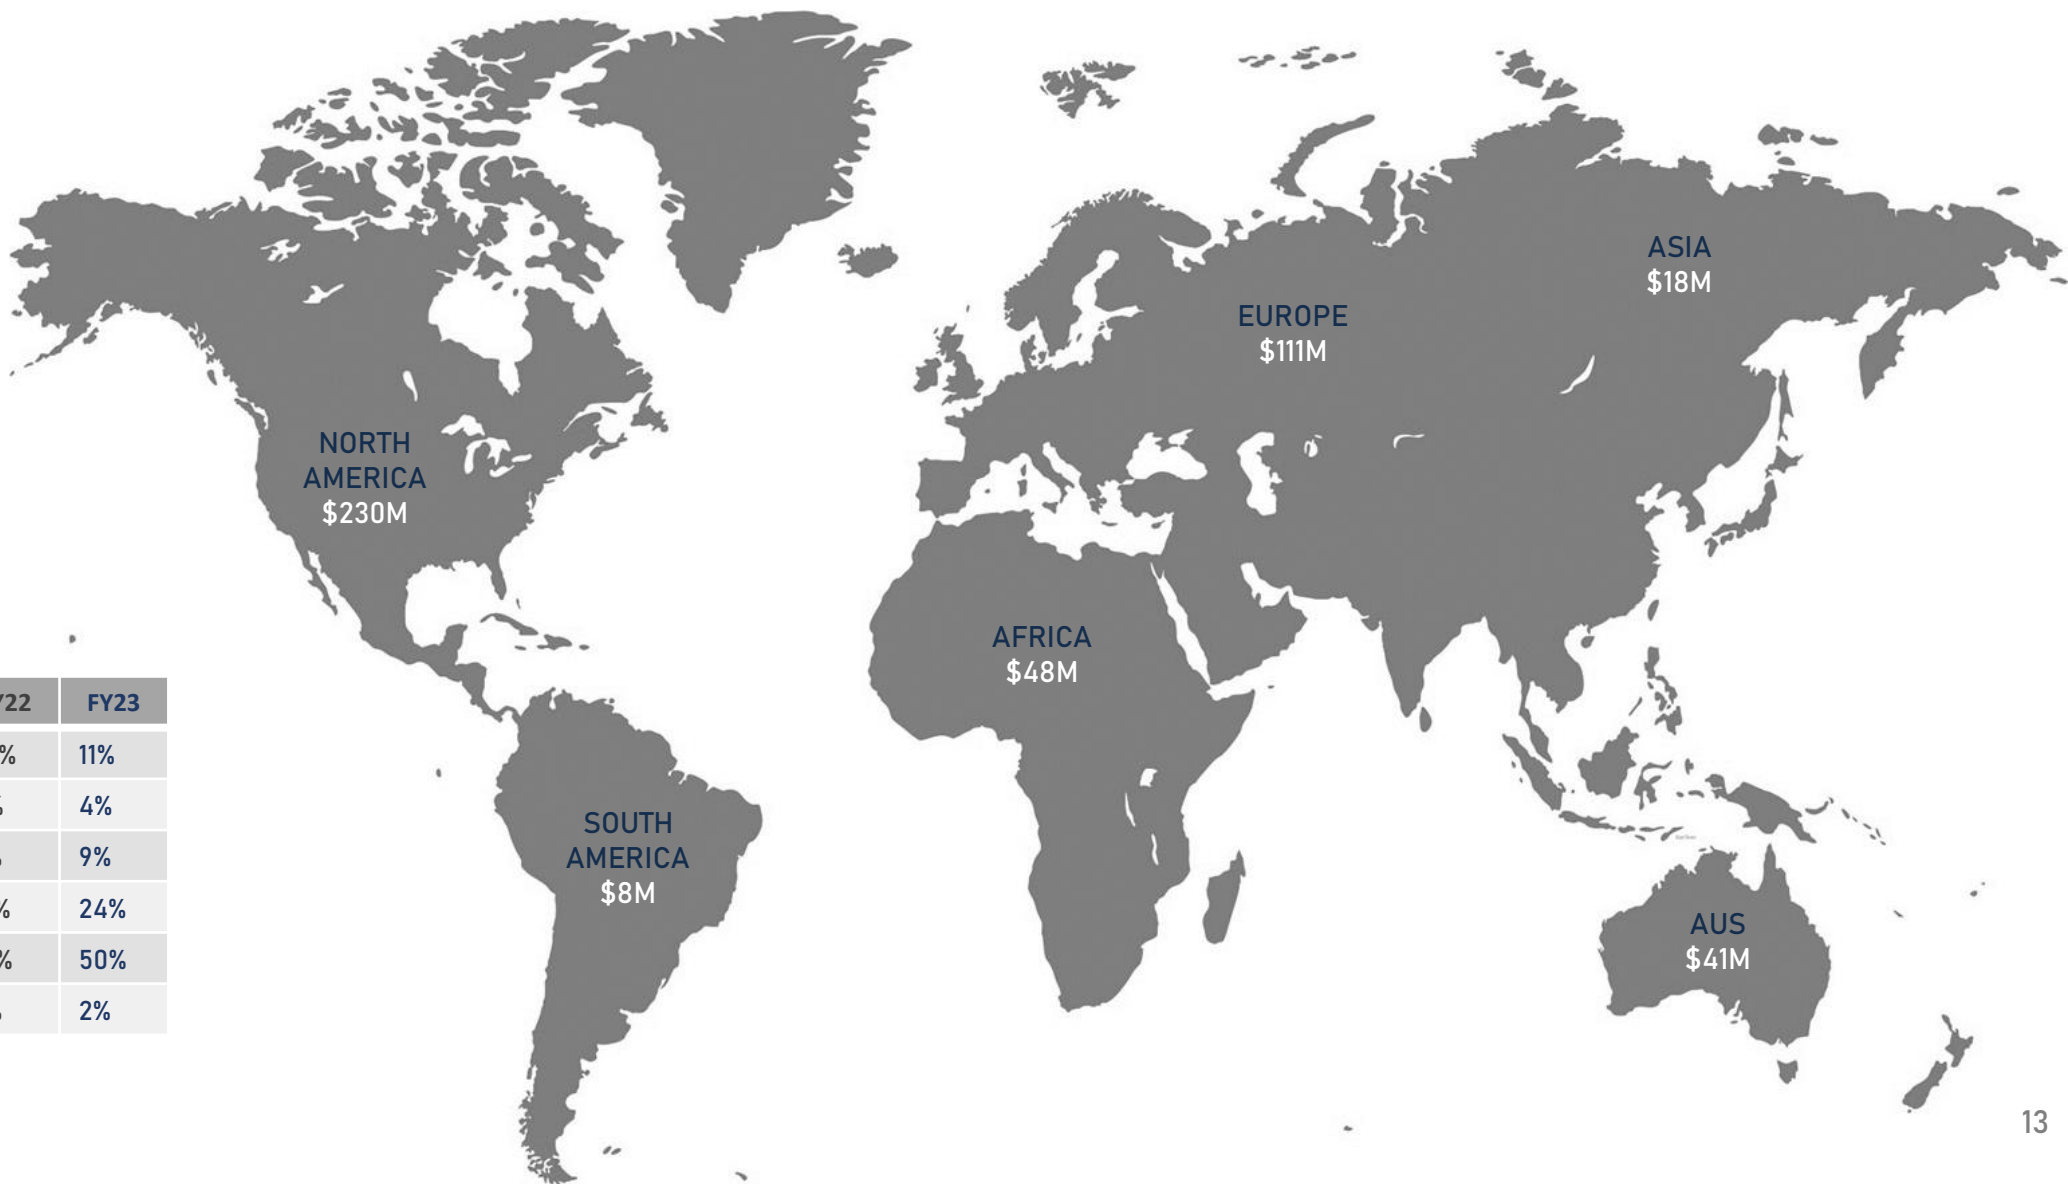 ASIA
$18M
EUROPE
$111M
NORTH
AMERICA
$230M
AFRICA
$48M
FY23
11%
4%
9%
24%
50%
2%
SOUTH
AMERICA
$8M
AUS
$41M
13